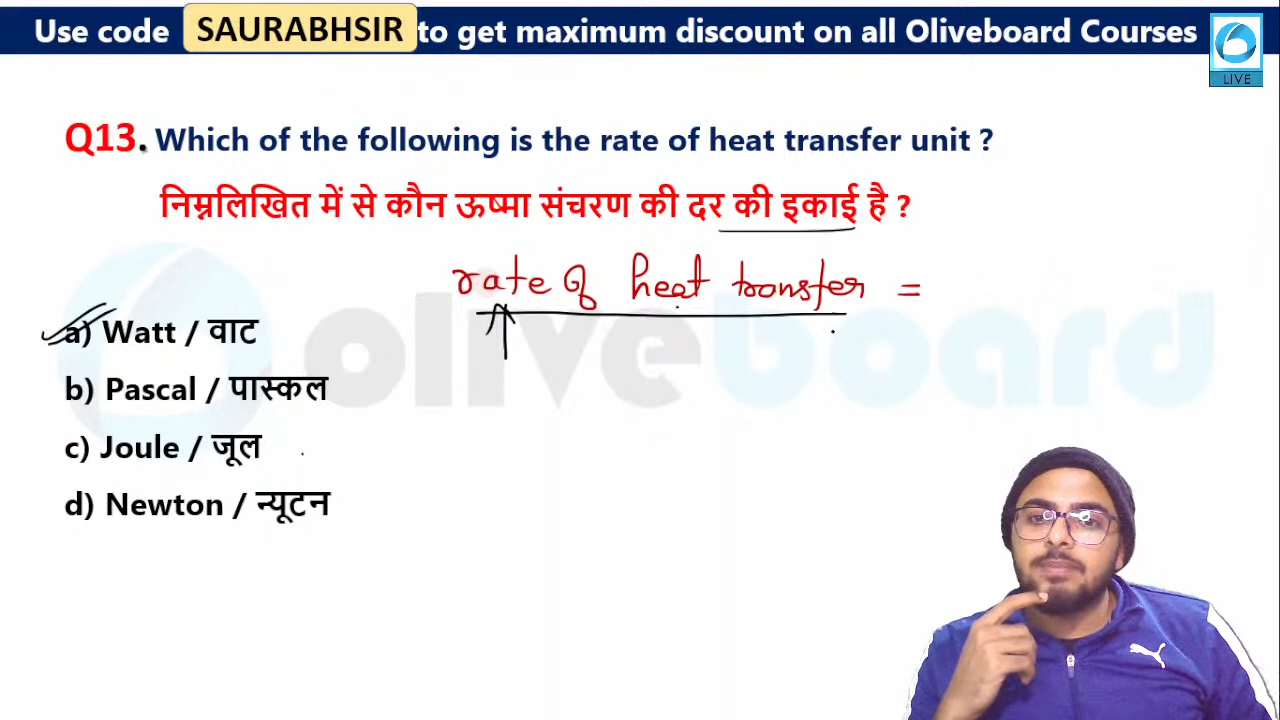 Use code SAURABHSIR to get maximum discount on all Oliveboard Courses
LIVE
Q13. Which of the following is the rate of heat transfer unit ?
निम्नलिखित में से कौन ऊष्मा संचरण की दर की इकाई है ?
rate of heat transfer =
a) Watt / वाट
oliveboard
b) Pascal / पास्कल
c) Joule / जूल
d) Newton / न्यूटन